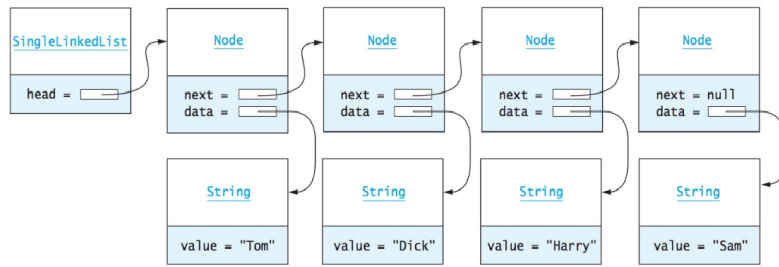 SingleLinkedList
head =
Node
next =
data =
Node
next =
data =
Node
next =
data =
Node
next = null
data =
String
value = "Tom"
String
value = "Dick"
String
value = "Harry"
String
value = "Sam"